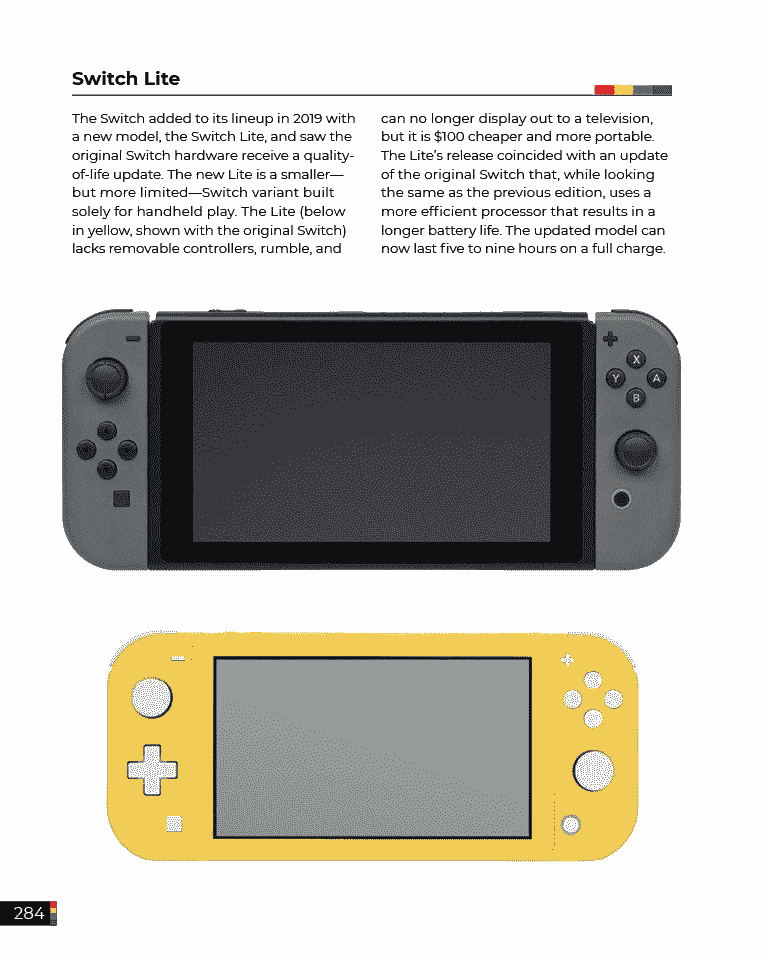 Switch Lite
The Switch added to its lineup in 2019 with
a new model, the Switch Lite, and saw the
original Switch hardware receive a quality-
of-life update. The new Lite is a smaller—
but more limited—Switch variant built
solely for handheld play. The Lite (below
in yellow, shown with the original Switch)
lacks removable controllers, rumble, and
can no longer display out to a television,
but it is $100 cheaper and more portable.
The Lite's release coincided with an update
of the original Switch that, while looking
the same as the previous edition, uses a
more efficient processor that results in a
longer battery life. The updated model can
now last five to nine hours on a full charge.
X
Y A
B
284